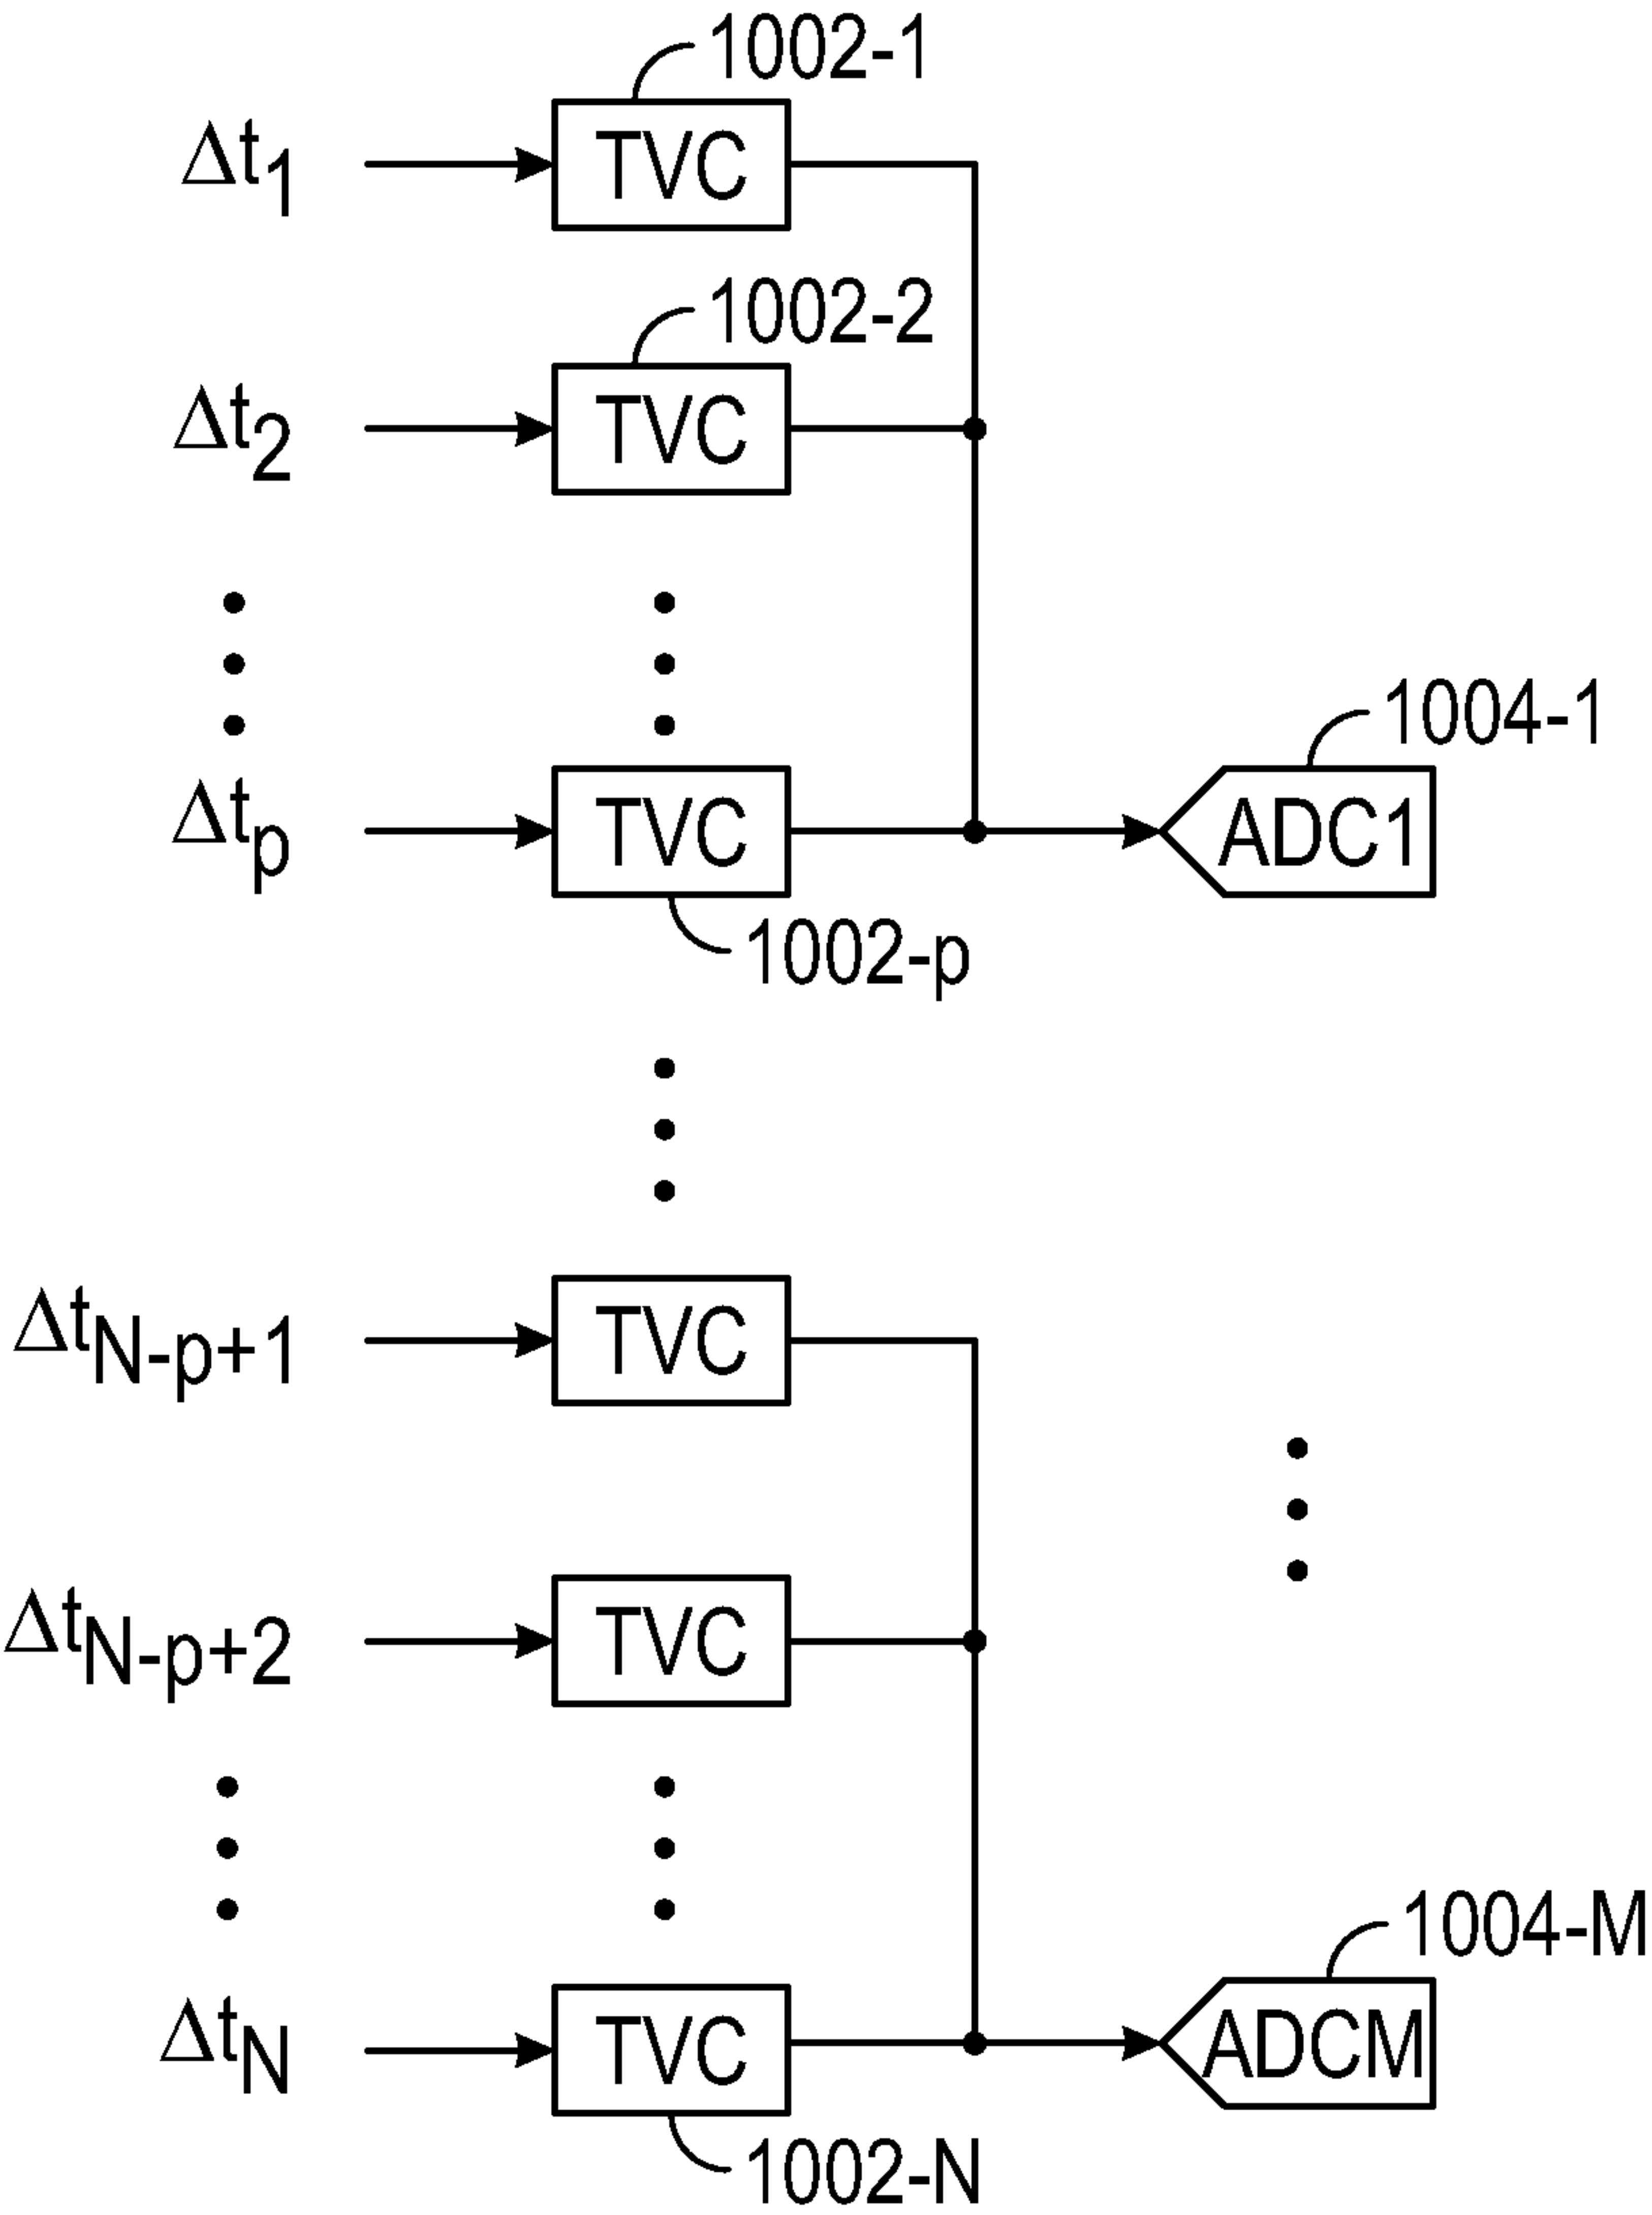 1002-1
Δt1
TVC
1002-2
Δt2
TVC
1004-1
Δtp
TVC
ADC1
1002-p
ΔtN-p+1
TVC
ΔtN-p+2
TVC
1004-M
ΔtN
TVC
ADCM
1002-N